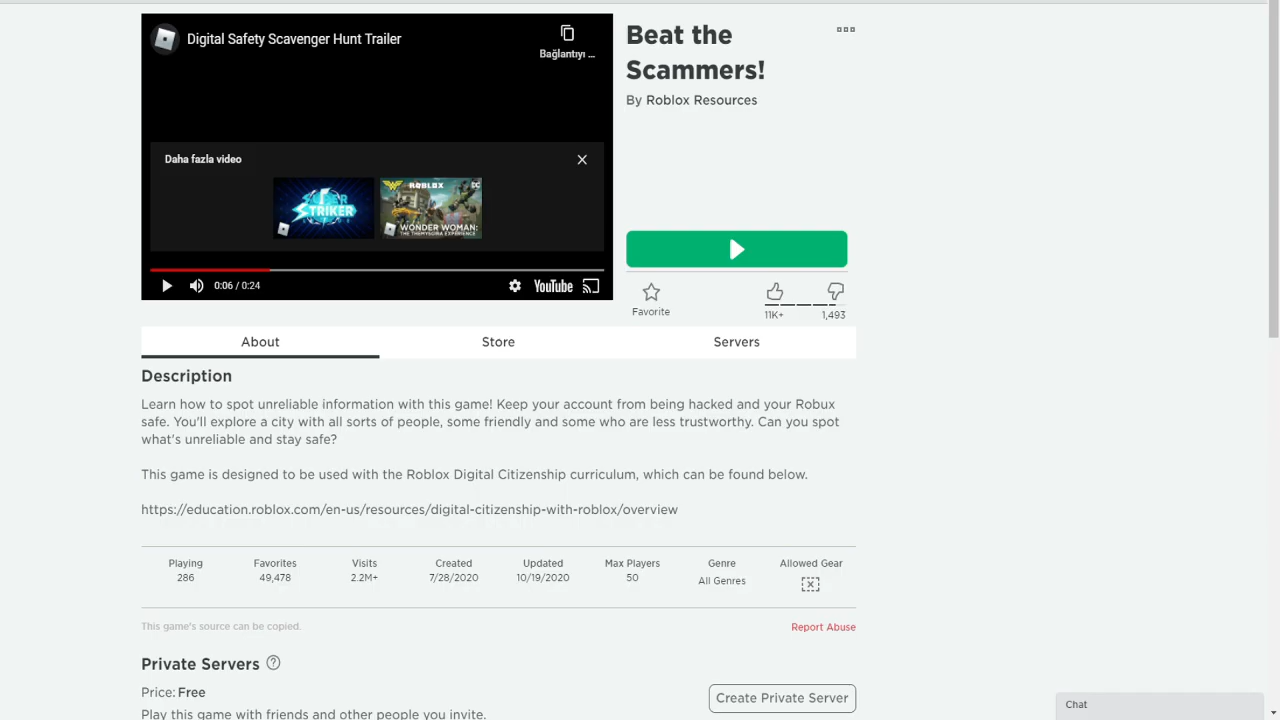 Digital Safety Scavenger Hunt Trailer
Bağlantıyı ...
Daha fazla video
STRIKER
ROBLOX
DC
WONDER WOMAN:
THE THEMYSCIRA EXPERIENCE
0:06 / 0:24
YouTube
Beat the
Scammers!
By Roblox Resources
Favorite
11K+
1,493
About
Store
Servers
Description
Learn how to spot unreliable information with this game! Keep your account from being hacked and your Robux
safe. You'll explore a city with all sorts of people, some friendly and some who are less trustworthy. Can you spot
what's unreliable and stay safe?
This game is designed to be used with the Roblox Digital Citizenship curriculum, which can be found below.
https://education.roblox.com/en-us/resources/digital-citizenship-with-roblox/overview
Playing
286
Favorites
49,478
Visits
2.2M+
Created
7/28/2020
Updated
10/19/2020
Max Players
50
Genre
All Genres
Allowed Gear
This game's source can be copied.
Report Abuse
Private Servers
Price: Free
Create Private Server
Play this game with friends and other people you invite.
Chat